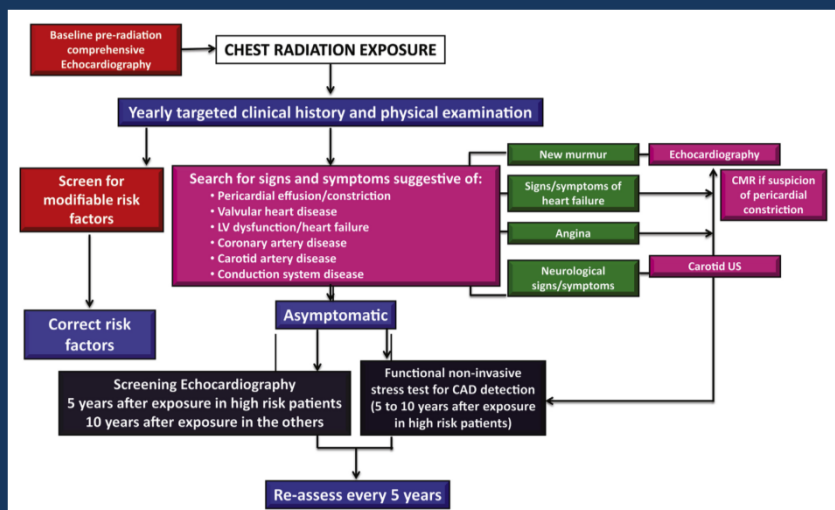 Baseline pre-radiation
comprehensive
Echocardiography
CHEST RADIATION EXPOSURE
Yearly targeted clinical history and physical examination
Screen for
modifiable risk
factors
Correct risk
factors
Search for signs and symptoms suggestive of:
• Pericardial effusion/constriction
• Valvular heart disease
• LV dysfunction/heart failure
• Coronary artery disease
• Carotid artery disease
• Conduction system disease
New murmur
Echocardiography
Signs/symptoms of
heart failure
CMR if suspicion
of pericardial
constriction
Angina
Neurological
signs/symptoms
Carotid US
Asymptomatic
Screening Echocardiography
5 years after exposure in high risk patients
10 years after exposure in the others
Functional non-invasive
stress test for CAD detection
(5 to 10 years after exposure
in high risk patients)
Re-assess every 5 years